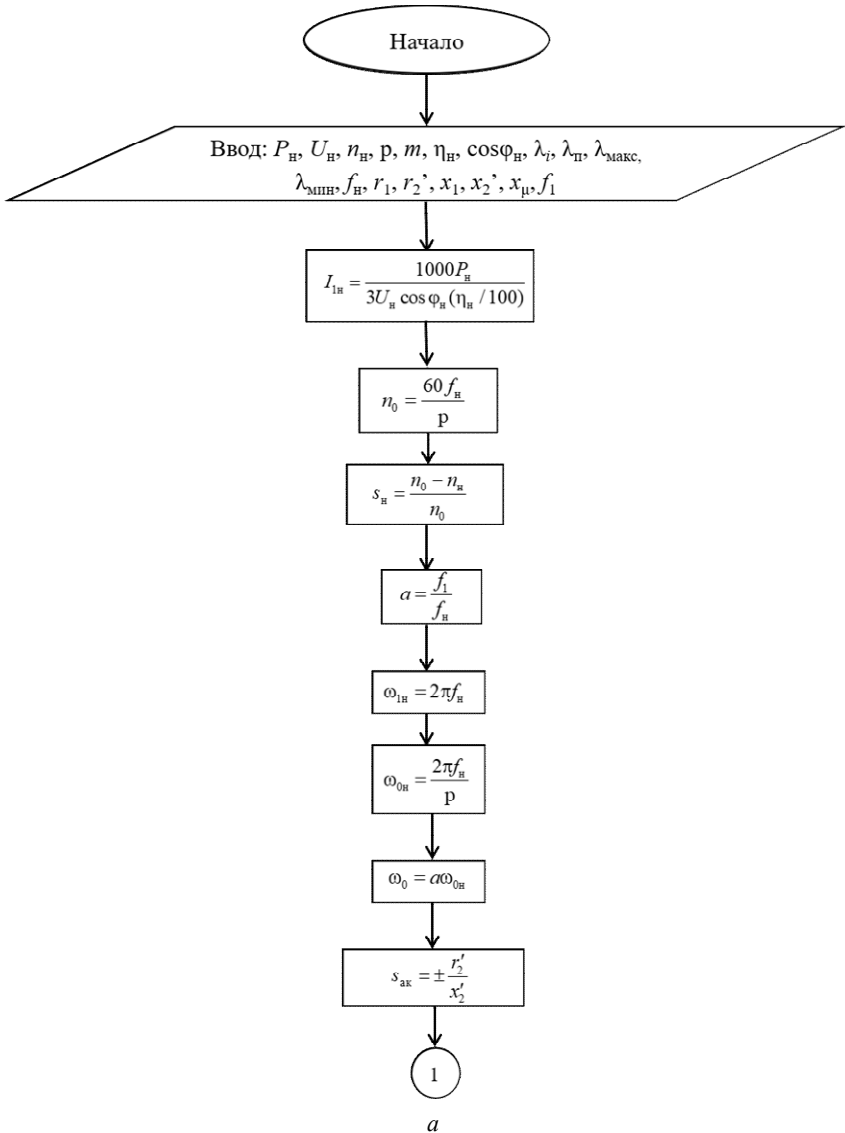 Начало
Ввод: Pн, Uн, nн, p, m, ηн, cosφн, λi, λп, λмакс,
λмин, fн, r1, r2’, x1, x2’, xμ, f1
I1н = 1000Pн / 3Uн cos φн (ηн / 100)
n0 = 60 fн / p
sн = n0 − nн / n0
a = f1 / fн
ω1н = 2πfн
ω0н = 2πfн / p
ω0 = aω0н
sак = ± r2′ / x2′
1
а